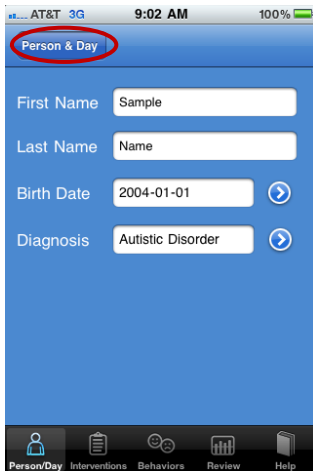 AT&T 3G 9:02 AM 100%
Person & Day
First Name Sample
Last Name Name
Birth Date 2004-01-01
Diagnosis Autistic Disorder
Person/Day Interventions Behaviors Review Help